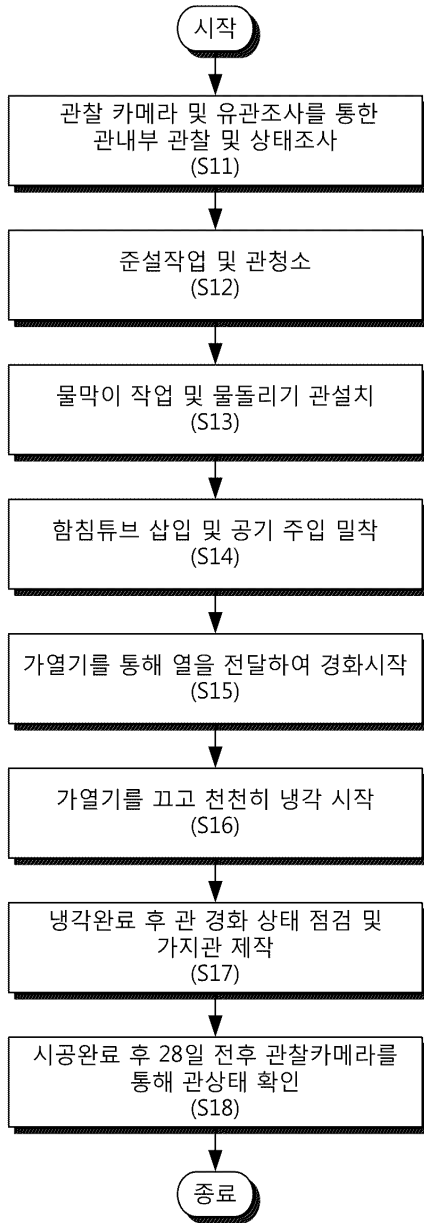 시작
관찰 카메라 및 유관조사를 통한
관내부 관찰 및 상태조사
(S11)
준설작업 및 관청소
(S12)
물막이 작업 및 물돌리기 관설치
(S13)
함침튜브 삽입 및 공기 주입 밀착
(S14)
가열기를 통해 열을 전달하여 경화시작
(S15)
가열기를 끄고 천천히 냉각 시작
(S16)
냉각완료 후 관 경화 상태 점검 및
가지관 제작
(S17)
시공완료 후 28일 전후 관찰카메라를
통해 관상태 확인
(S18)
종료